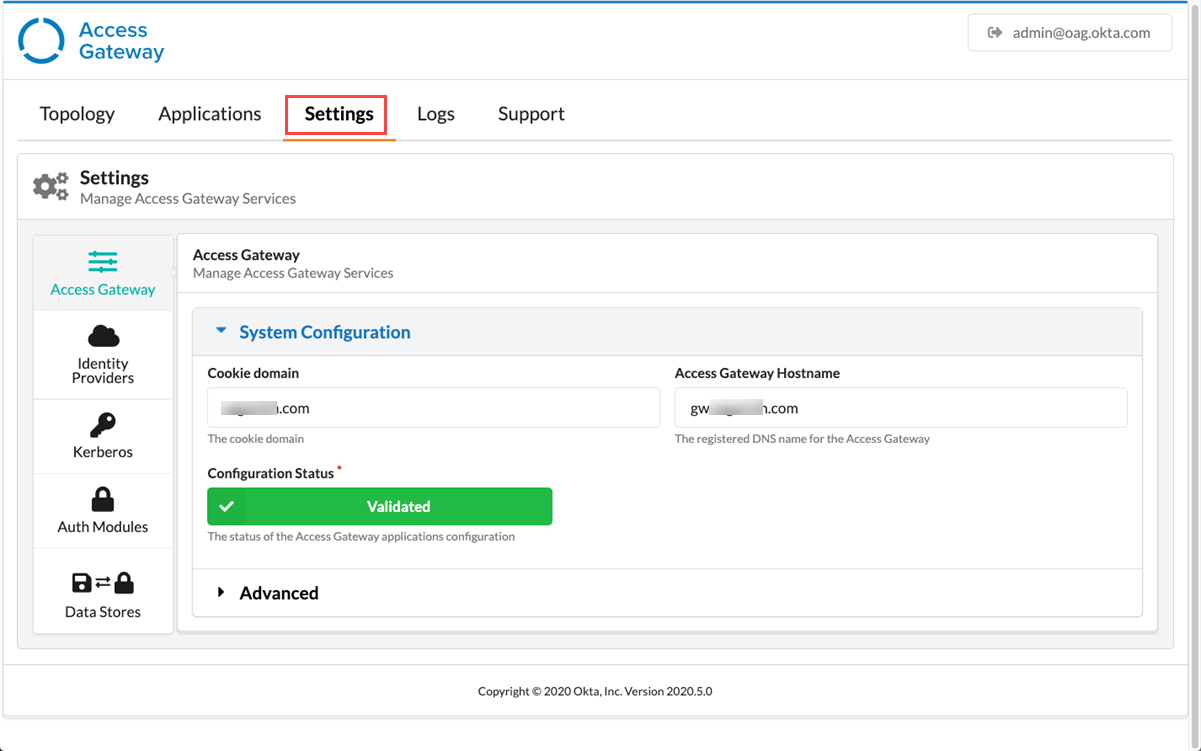 Access
Gateway
admin@oag.okta.com
Topology Applications Settings Logs Support
Settings
Manage Access Gateway Services
Access Gateway
Identity
Providers
Kerberos
Auth Modules
Data Stores
Access Gateway
Manage Access Gateway Services
System Configuration
Cookie domain
.com
The cookie domain
Access Gateway Hostname
gw .com
The registered DNS name for the Access Gateway
Configuration Status *
Validated
The status of the Access Gateway applications configuration
Advanced
Copyright © 2020 Okta, Inc. Version 2020.5.0